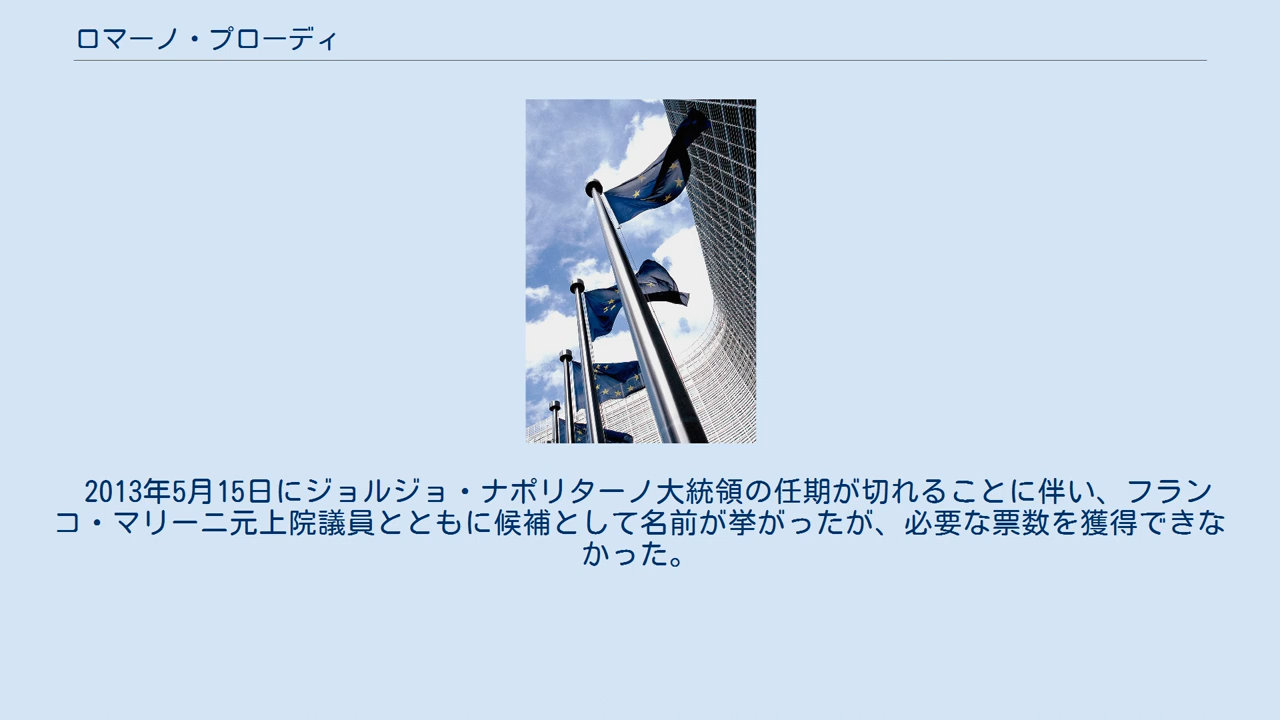 ロマーノ・プローディ
2013年5月15日にジョルジョ・ナポリターノ大統領の任期が切れることに伴い、フラン
コ・マリーニ元上院議員とともに候補として名前が挙がったが、必要な票数を獲得できな
かった。